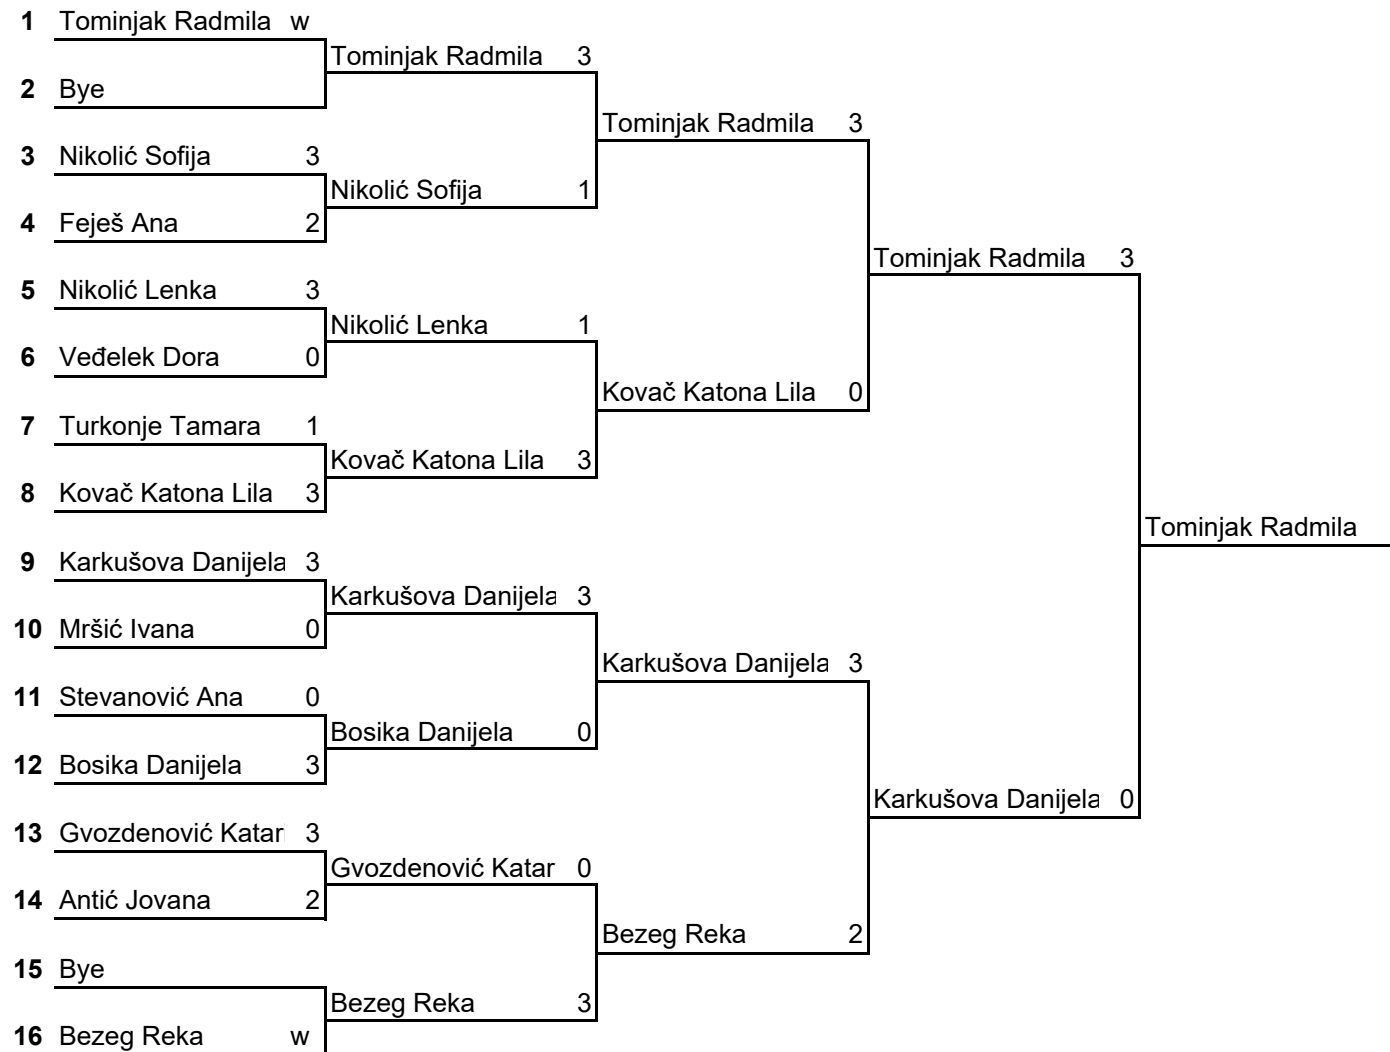 1 Tominjak Radmila w
Tominjak Radmila 3
2 Bye
Tominjak Radmila 3
3 Nikolić Sofija 3
Nikolić Sofija 1
4 Feješ Ana 2
Tominjak Radmila 3
5 Nikolić Lenka 3
Nikolić Lenka 1
6 Veđelek Dora 0
Kovač Katona Lila 0
7 Turkonje Tamara 1
Kovač Katona Lila 3
8 Kovač Katona Lila 3
Tominjak Radmila
9 Karkušova Danijela 3
Karkušova Danijela 3
10 Mršić Ivana 0
Karkušova Danijela 3
11 Stevanović Ana 0
Bosika Danijela 0
12 Bosika Danijela 3
Karkušova Danijela 0
13 Gvozdenović Katar 3
Gvozdenović Katar 0
14 Antić Jovana 2
Bezeg Reka 2
15 Bye
Bezeg Reka 3
16 Bezeg Reka w